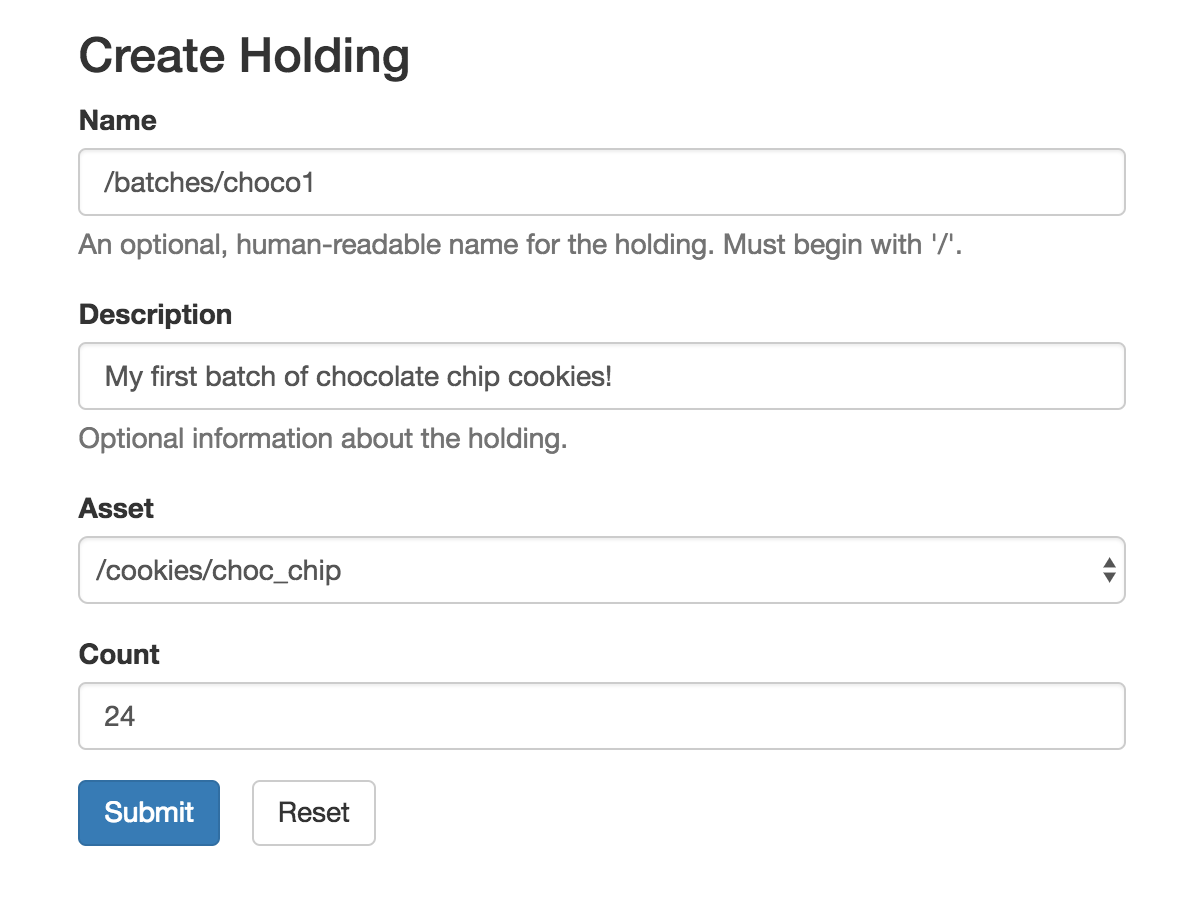 Create Holding
Name
/batches/choco1
An optional, human-readable name for the holding. Must begin with '/'.
Description
My first batch of chocolate chip cookies!
Optional information about the holding.
Asset
/cookies/choc_chip
Count
24
Submit Reset